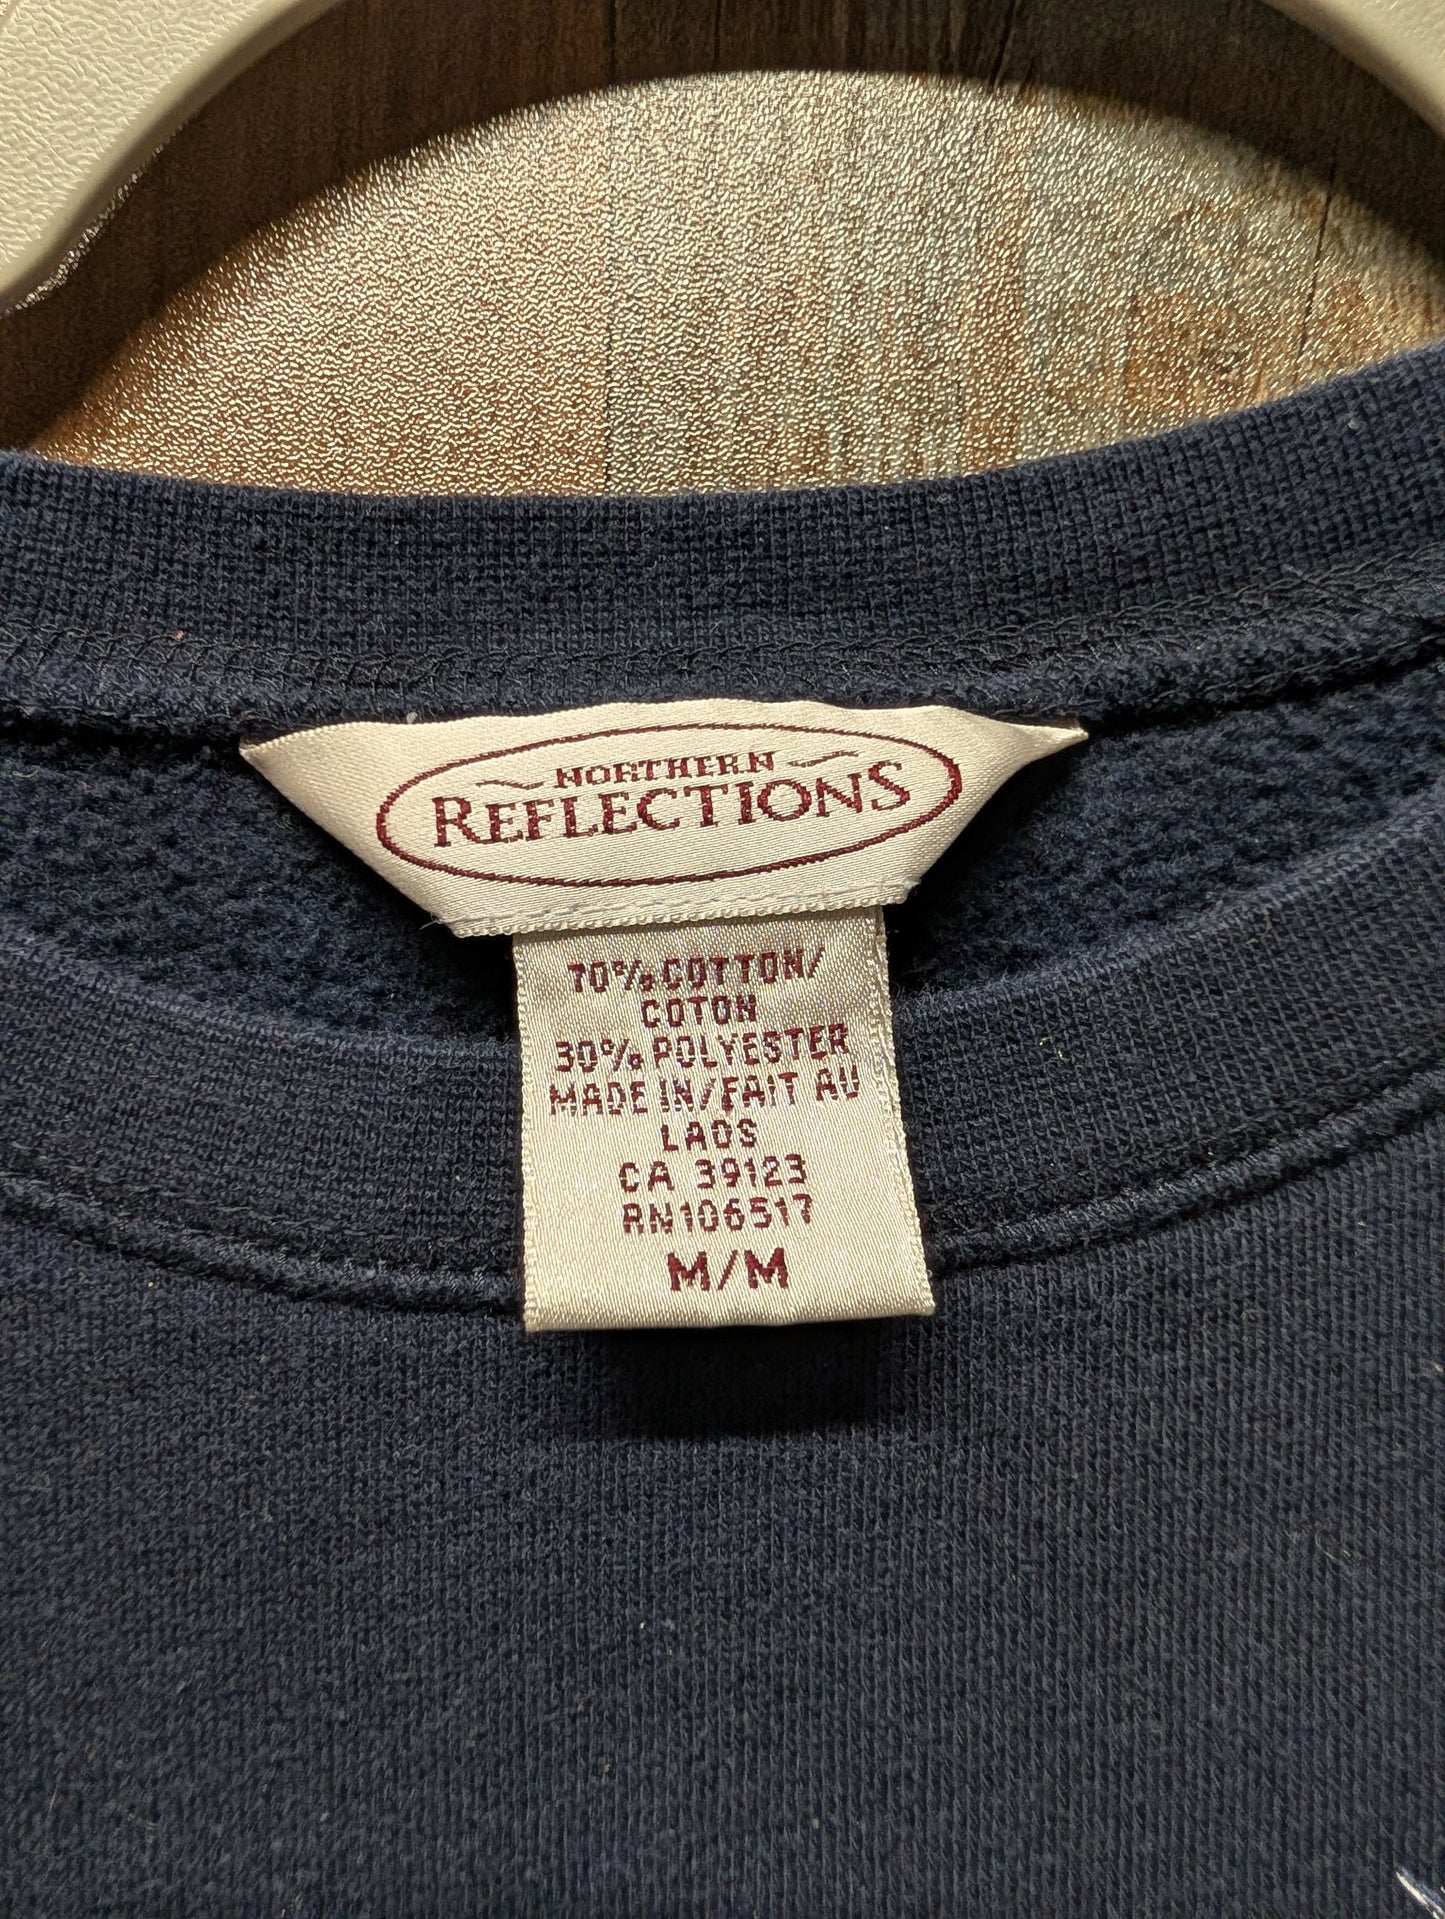 NORTHERN
REFLECTIONS
70% COTTON/
COTON
30% POLYESTER
MADE IN/FAIT AU
LAOS
CA 39123
RN106517
M/M